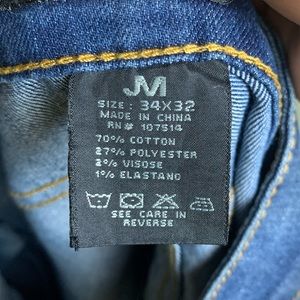 JM
SIZE : 34X32
MADE IN CHINA
RN# 107514
70% COTTON
27% POLYESTER
2% VISOSE
1% ELASTANO
SEE CARE IN
REVERSE